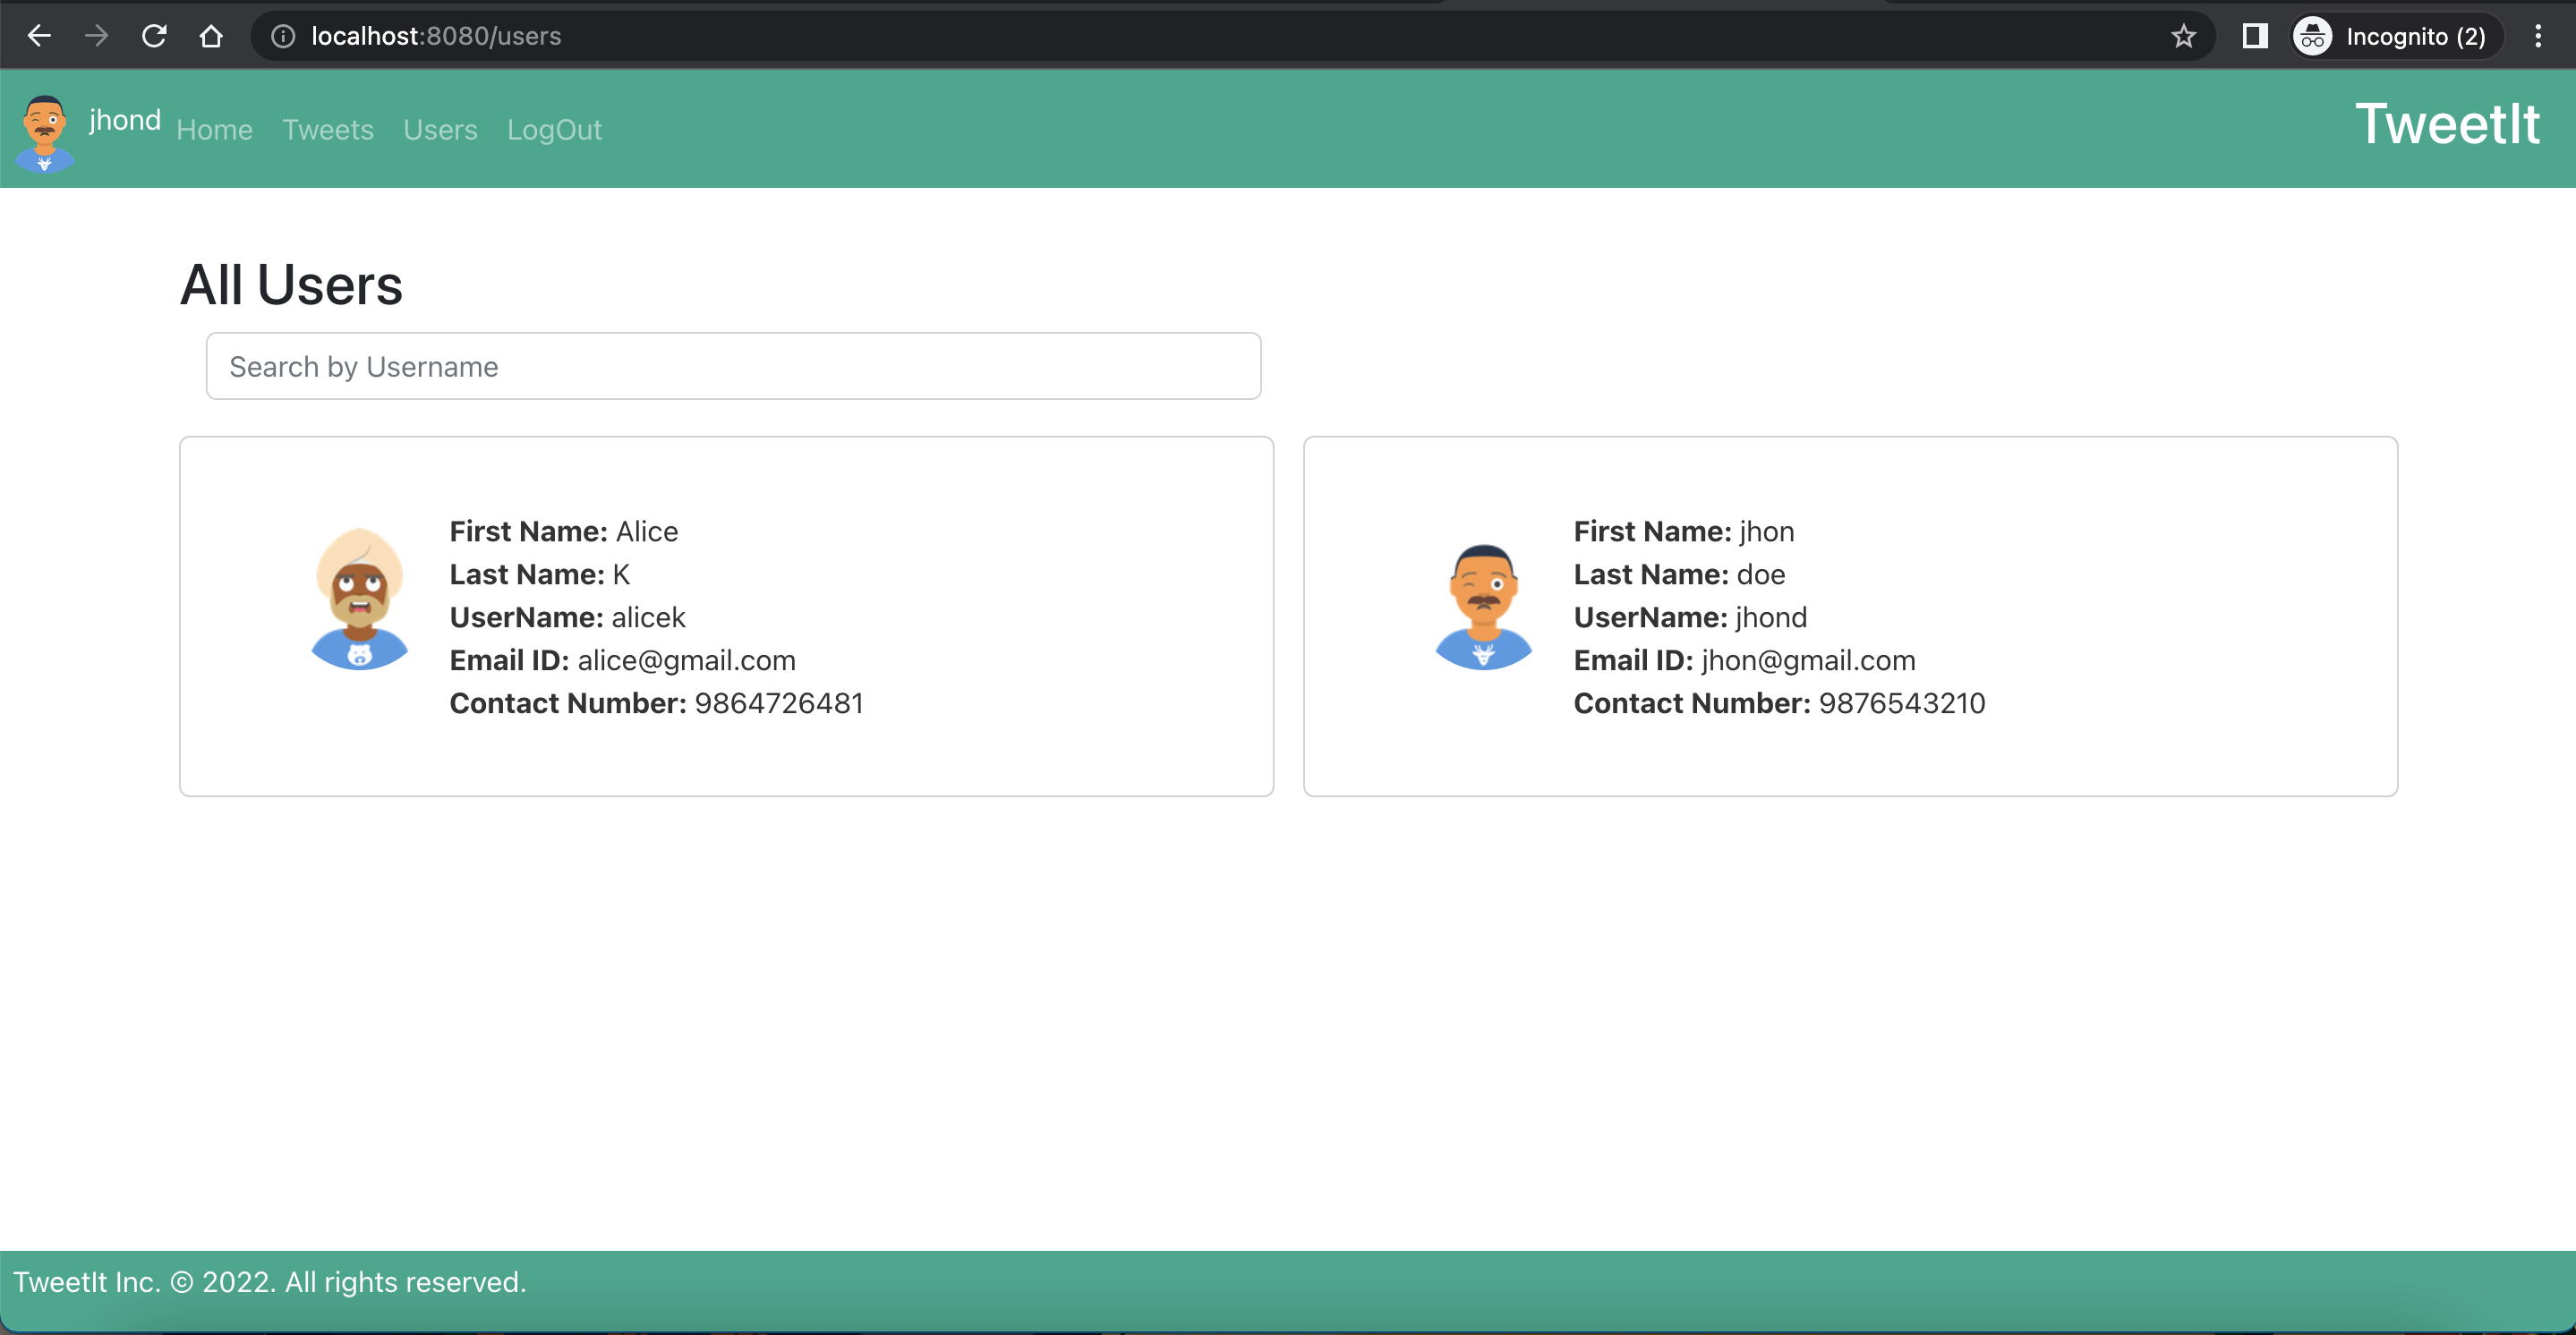 localhost:8080/users
Incognito (2)
jhond Home Tweets Users LogOut
TweetIt
All Users
Search by Username
First Name: Alice
Last Name: K
UserName: alicek
Email ID: alice@gmail.com
Contact Number: 9864726481
First Name: jhon
Last Name: doe
UserName: jhond
Email ID: jhon@gmail.com
Contact Number: 9876543210
TweetIt Inc. © 2022. All rights reserved.